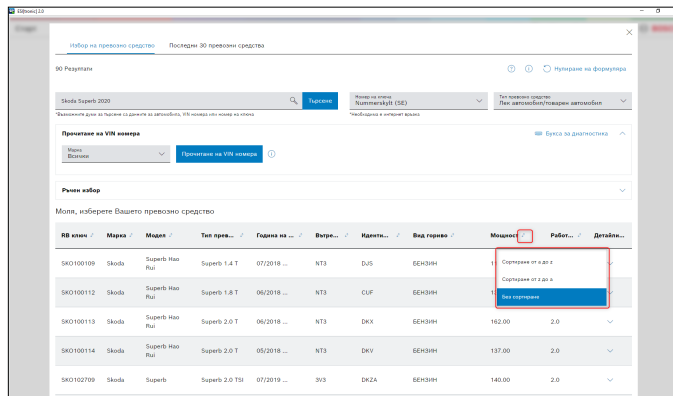 ESI[tronic] 2.0
Избор на превозно средство
Последни 30 превозни средства
90 Резултати
Нулиране на формуляра
Skoda Superb 2020
Търсене
Номер на ключа
Nummerskylt (SE)
Тип превозно средство
Лек автомобил/товарен автомобил
*Възможните думи за търсене са данните за автомобила, VIN номера или номер на ключа
*Необходима е интернет връзка
Прочитане на VIN номера
Букса за диагностика
Марка
Всички
Прочитане на VIN номера
Ръчен избор
Моля, изберете Вашето превозно средство
RB ключ Марка Модел Тип прев... Година на ... Вътре... Иденти... Вид гориво Мощност Работ... Детайли...
SKO100109 Skoda Superb Hao Rui Superb 1.4 T 07/2018 ... NT3 DJS БЕНЗИН
Сортиране от а до z
Сортиране от z до а
Без сортиране
SKO100112 Skoda Superb Hao Rui Superb 1.8 T 06/2018 ... NT3 CUF БЕНЗИН
SKO100113 Skoda Superb Hao Rui Superb 2.0 T 06/2018 ... NT3 DKX БЕНЗИН 162.00 2.0
SKO100114 Skoda Superb Hao Rui Superb 2.0 T 05/2018 ... NT3 DKV БЕНЗИН 137.00 2.0
SKO102709 Skoda Superb Superb 2.0 TSI 07/2019 ... 3V3 DKZA БЕНЗИН 140.00 2.0